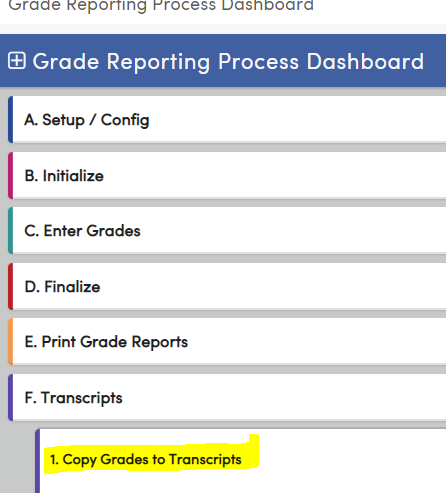 Grade Reporting Process Dashboard
Grade Reporting Process Dashboard
A. Setup / Config
B. Initialize
C. Enter Grades
D. Finalize
E. Print Grade Reports
F. Transcripts
1. Copy Grades to Transcripts